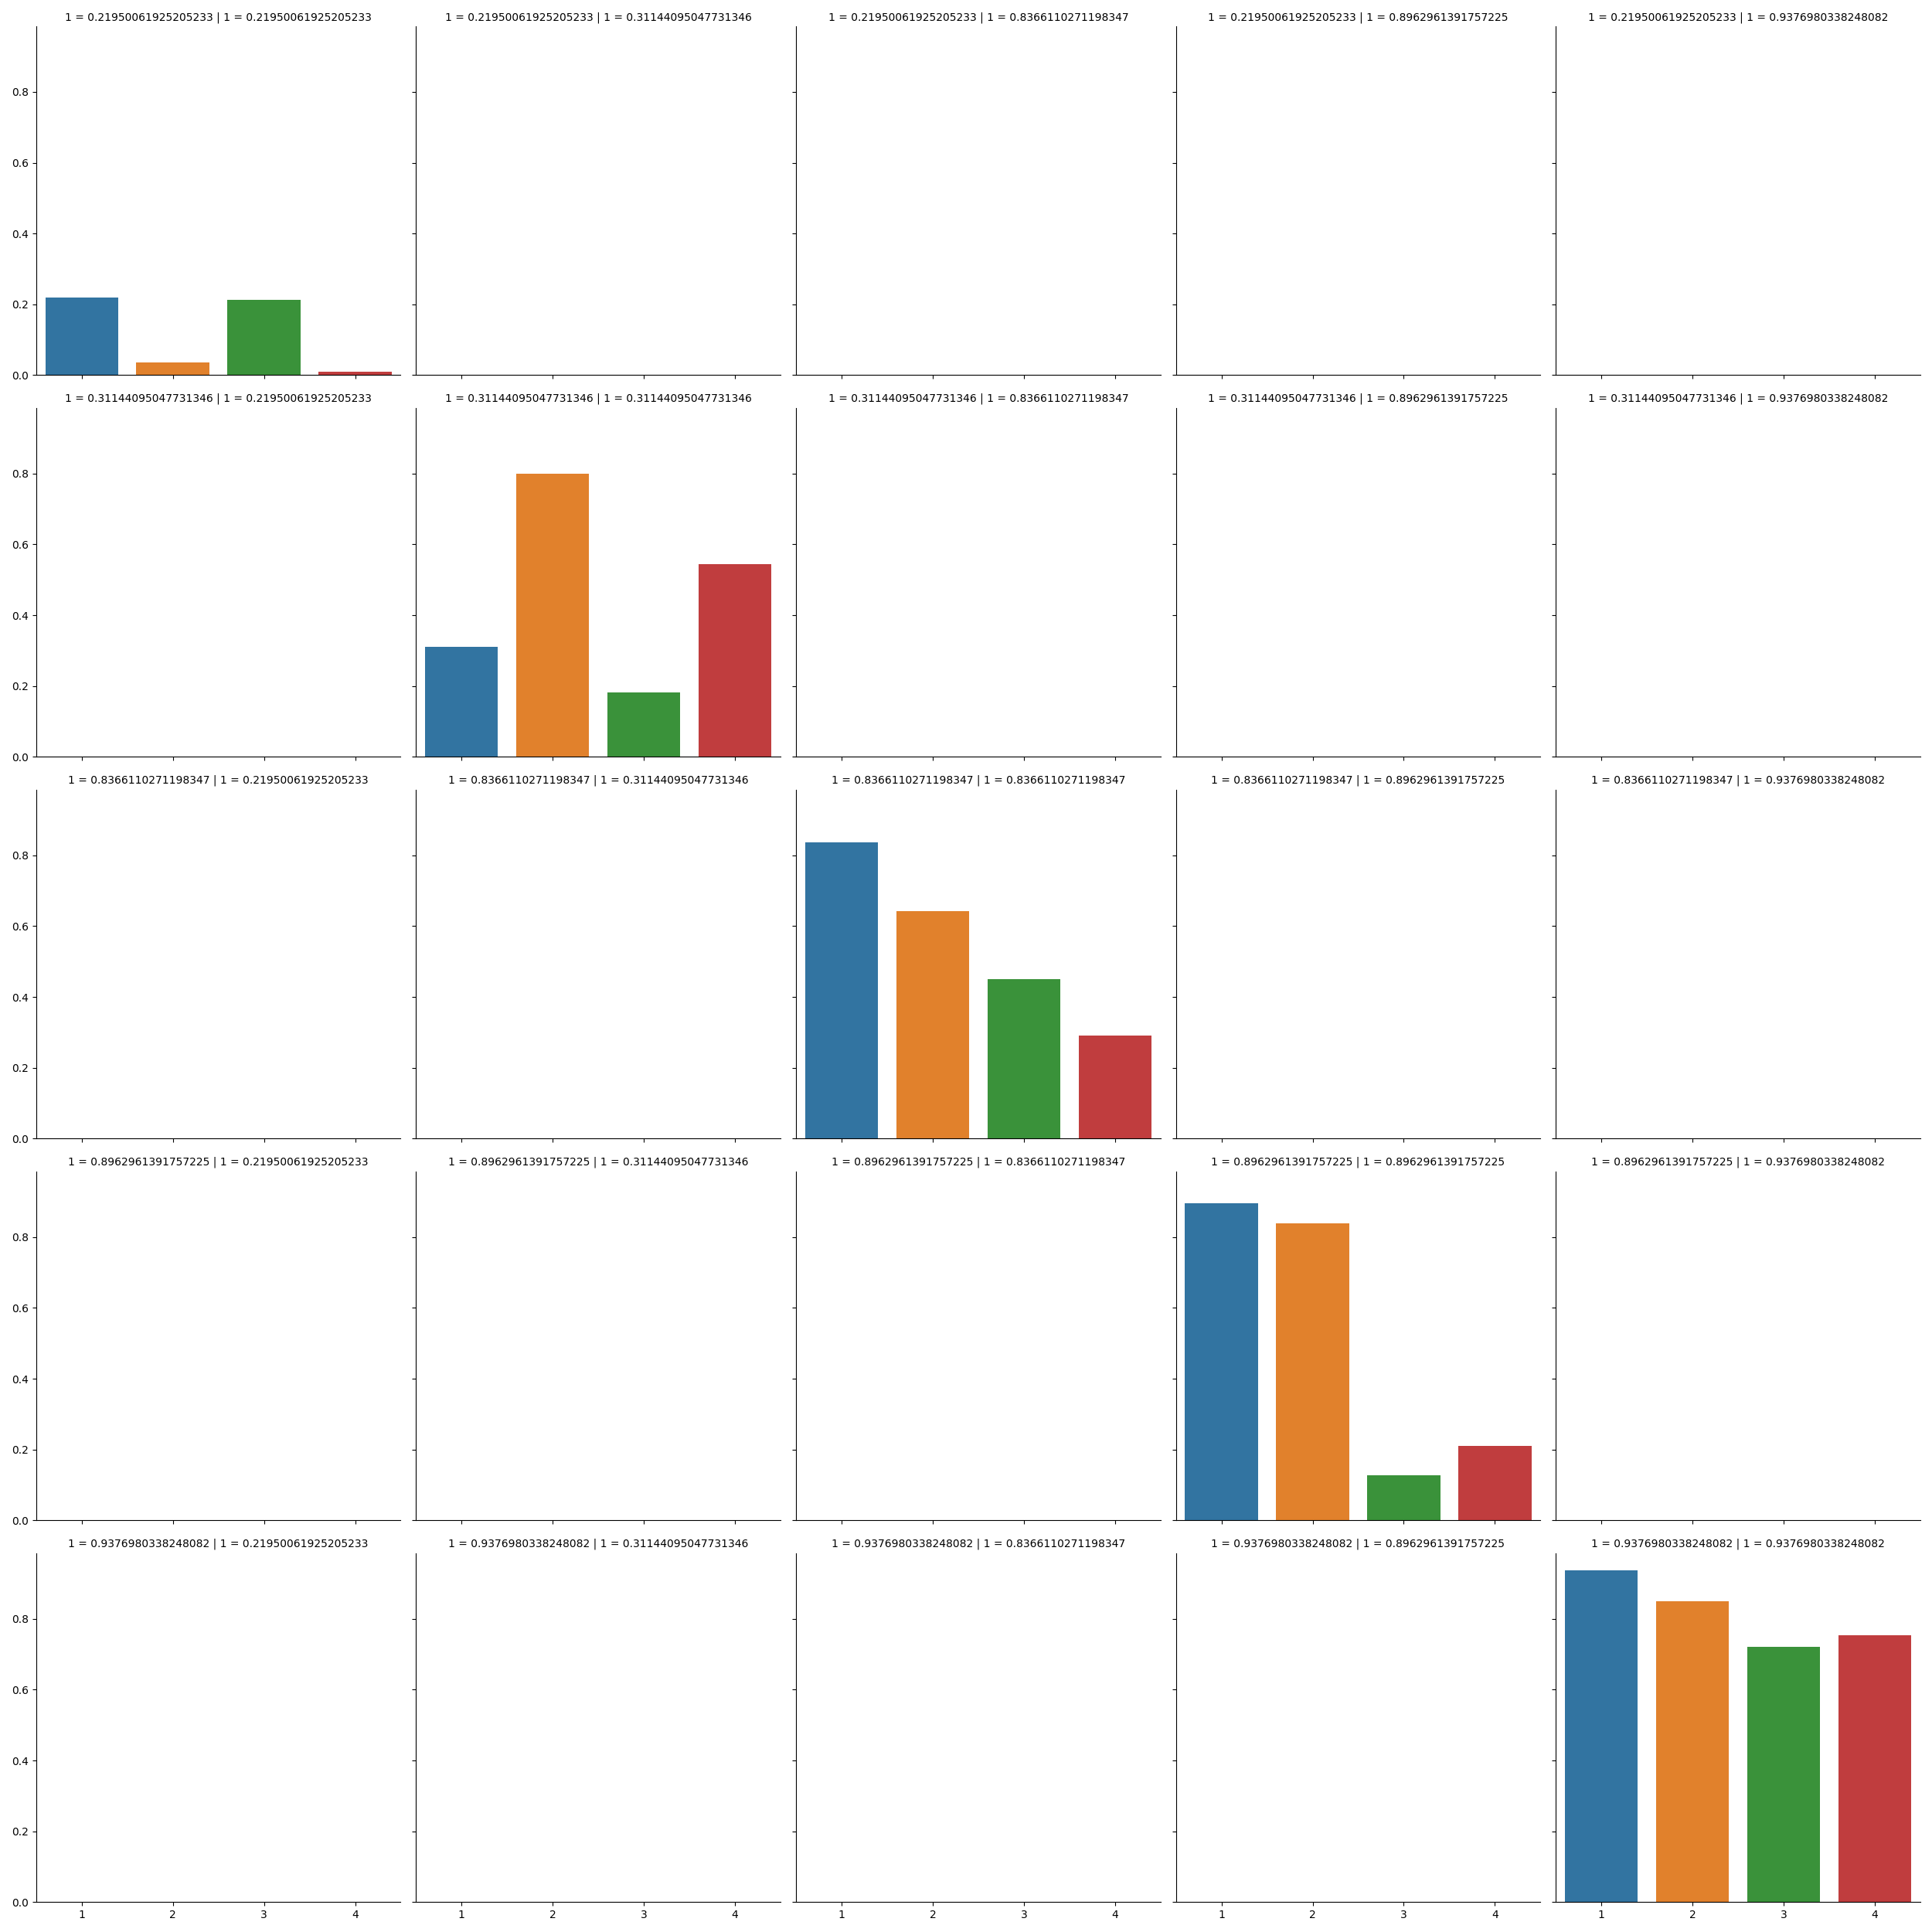 1 = 0.21950061925205233 | 1 = 0.21950061925205233
1 = 0.21950061925205233 | 1 = 0.31144095047731346
1 = 0.21950061925205233 | 1 = 0.8366110271198347
1 = 0.21950061925205233 | 1 = 0.8962961391757225
1 = 0.21950061925205233 | 1 = 0.9376980338248082
0.8
0.6
0.4
0.2
0.0
1 2 3 4
1 = 0.31144095047731346 | 1 = 0.21950061925205233
1 = 0.31144095047731346 | 1 = 0.31144095047731346
1 = 0.31144095047731346 | 1 = 0.8366110271198347
1 = 0.31144095047731346 | 1 = 0.8962961391757225
1 = 0.31144095047731346 | 1 = 0.9376980338248082
0.8
0.6
0.4
0.2
0.0
1 2 3 4
1 2 3 4
1 2 3 4
1 2 3 4
1 = 0.8366110271198347 | 1 = 0.21950061925205233
1 = 0.8366110271198347 | 1 = 0.31144095047731346
1 = 0.8366110271198347 | 1 = 0.8366110271198347
1 = 0.8366110271198347 | 1 = 0.8962961391757225
1 = 0.8366110271198347 | 1 = 0.9376980338248082
0.8
0.6
0.4
0.2
0.0
1 = 0.8962961391757225 | 1 = 0.21950061925205233
1 = 0.8962961391757225 | 1 = 0.31144095047731346
1 = 0.8962961391757225 | 1 = 0.8366110271198347
1 = 0.8962961391757225 | 1 = 0.8962961391757225
1 = 0.8962961391757225 | 1 = 0.9376980338248082
0.8
0.6
0.4
0.2
0.0
1 = 0.9376980338248082 | 1 = 0.21950061925205233
1 = 0.9376980338248082 | 1 = 0.31144095047731346
1 = 0.9376980338248082 | 1 = 0.8366110271198347
1 = 0.9376980338248082 | 1 = 0.8962961391757225
1 = 0.9376980338248082 | 1 = 0.9376980338248082
0.8
0.6
0.4
0.2
0.0